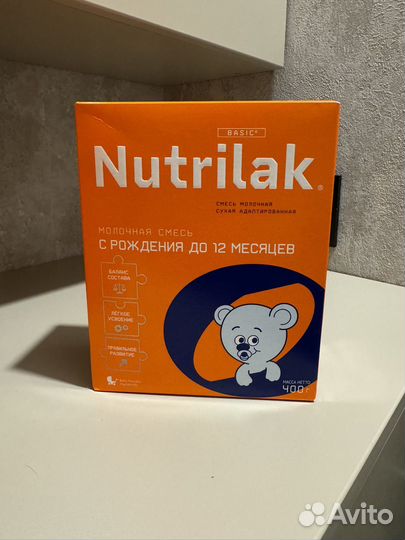 BASIC®
Nutrilak®
СМЕСЬ МОЛОЧНАЯ
СУХАЯ АДАПТИРОВАННАЯ
МОЛОЧНАЯ СМЕСЬ
С РОЖДЕНИЯ ДО 12 МЕСЯЦЕВ
БАЛАНС
СОСТАВА
ЛЁГКОЕ
УСВОЕНИЕ
ПРАВИЛЬНОЕ
РАЗВИТИЕ
МАССА НЕТТО:
400 г
Avito